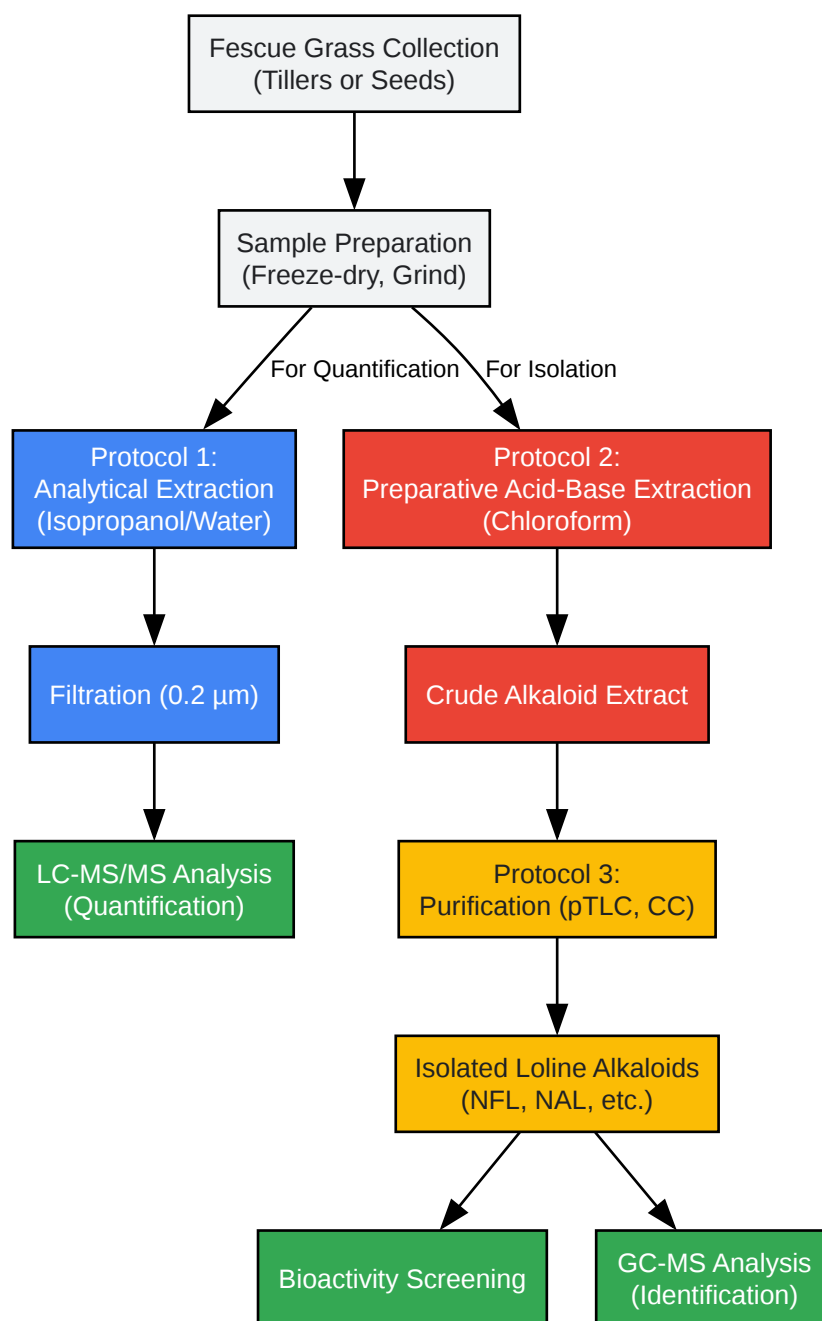 Fescue Grass Collection
(Tillers or Seeds)
Sample Preparation
(Freeze-dry, Grind)
For Quantification
For Isolation
Protocol 1:
Analytical Extraction
(Isopropanol/Water)
Protocol 2:
Preparative Acid-Base Extraction
(Chloroform)
Filtration (0.2 µm)
Crude Alkaloid Extract
LC-MS/MS Analysis
(Quantification)
Protocol 3:
Purification (pTLC, CC)
Isolated Loline Alkaloids
(NFL, NAL, etc.)
Bioactivity Screening
GC-MS Analysis
(Identification)